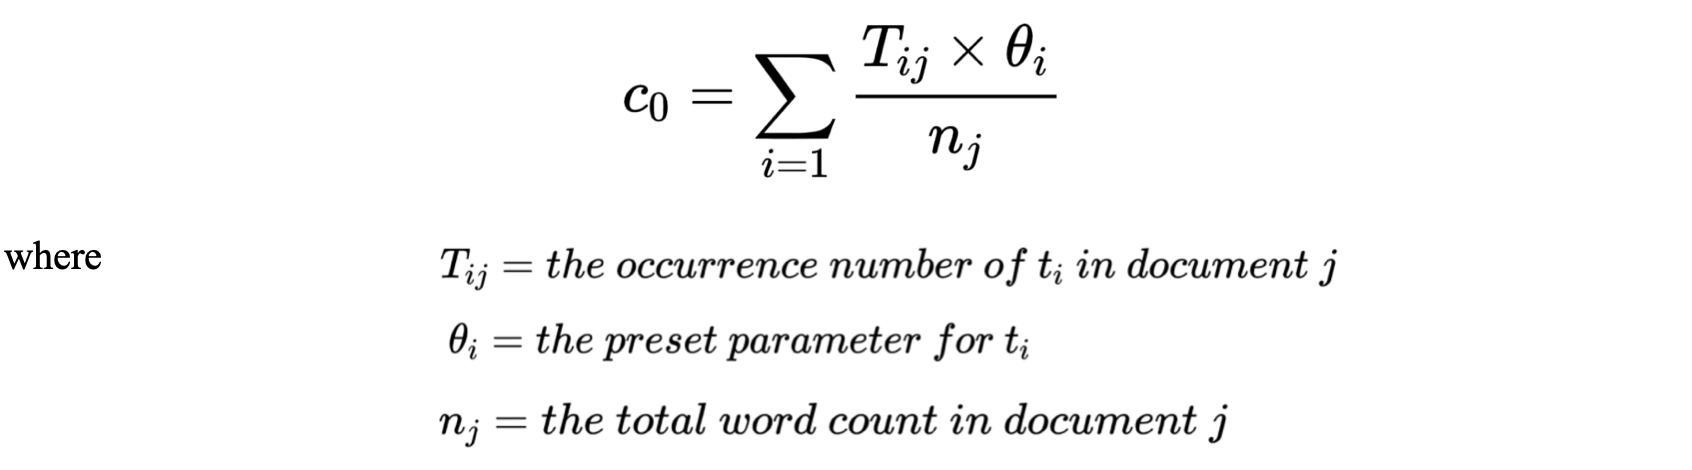 c₀ = ∑ i=1 (Tᵢⱼ × θᵢ) / nⱼ
where
Tᵢⱼ = the occurrence number of tᵢ in document j
θᵢ = the preset parameter for tᵢ
nⱼ = the total word count in document j